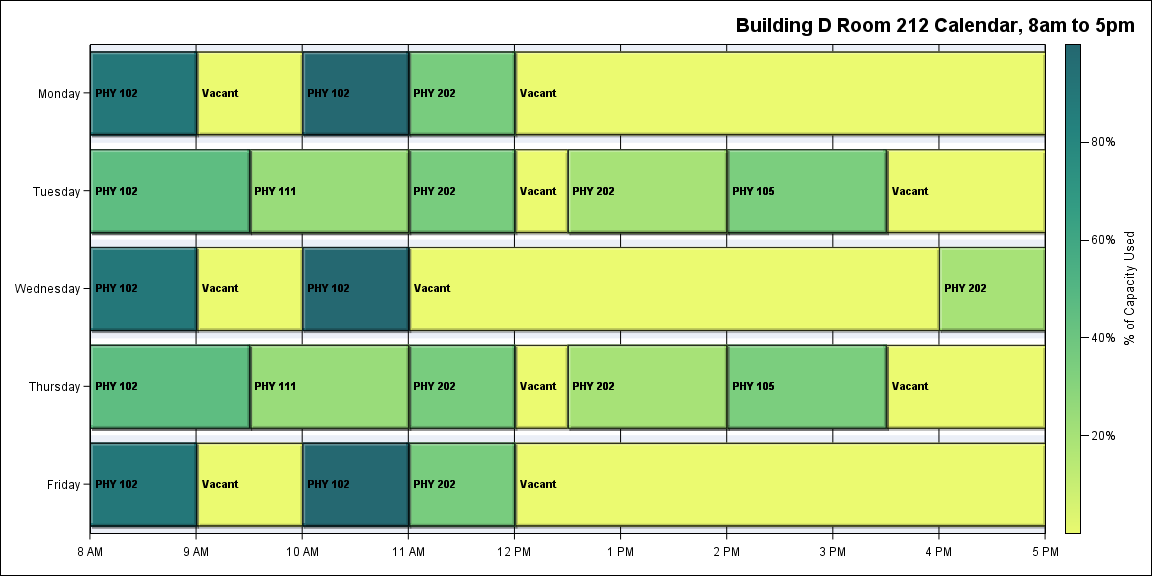 Building D Room 212 Calendar, 8am to 5pm
Monday
PHY 102
Vacant
PHY 102
PHY 202
Vacant
Tuesday
PHY 102
PHY 111
PHY 202
Vacant
PHY 202
PHY 105
Vacant
Wednesday
PHY 102
Vacant
PHY 102
Vacant
PHY 202
Thursday
PHY 102
PHY 111
PHY 202
Vacant
PHY 202
PHY 105
Vacant
Friday
PHY 102
Vacant
PHY 102
PHY 202
Vacant
8 AM
9 AM
10 AM
11 AM
12 PM
1 PM
2 PM
3 PM
4 PM
5 PM
80%
60%
40%
20%
% of Capacity Used